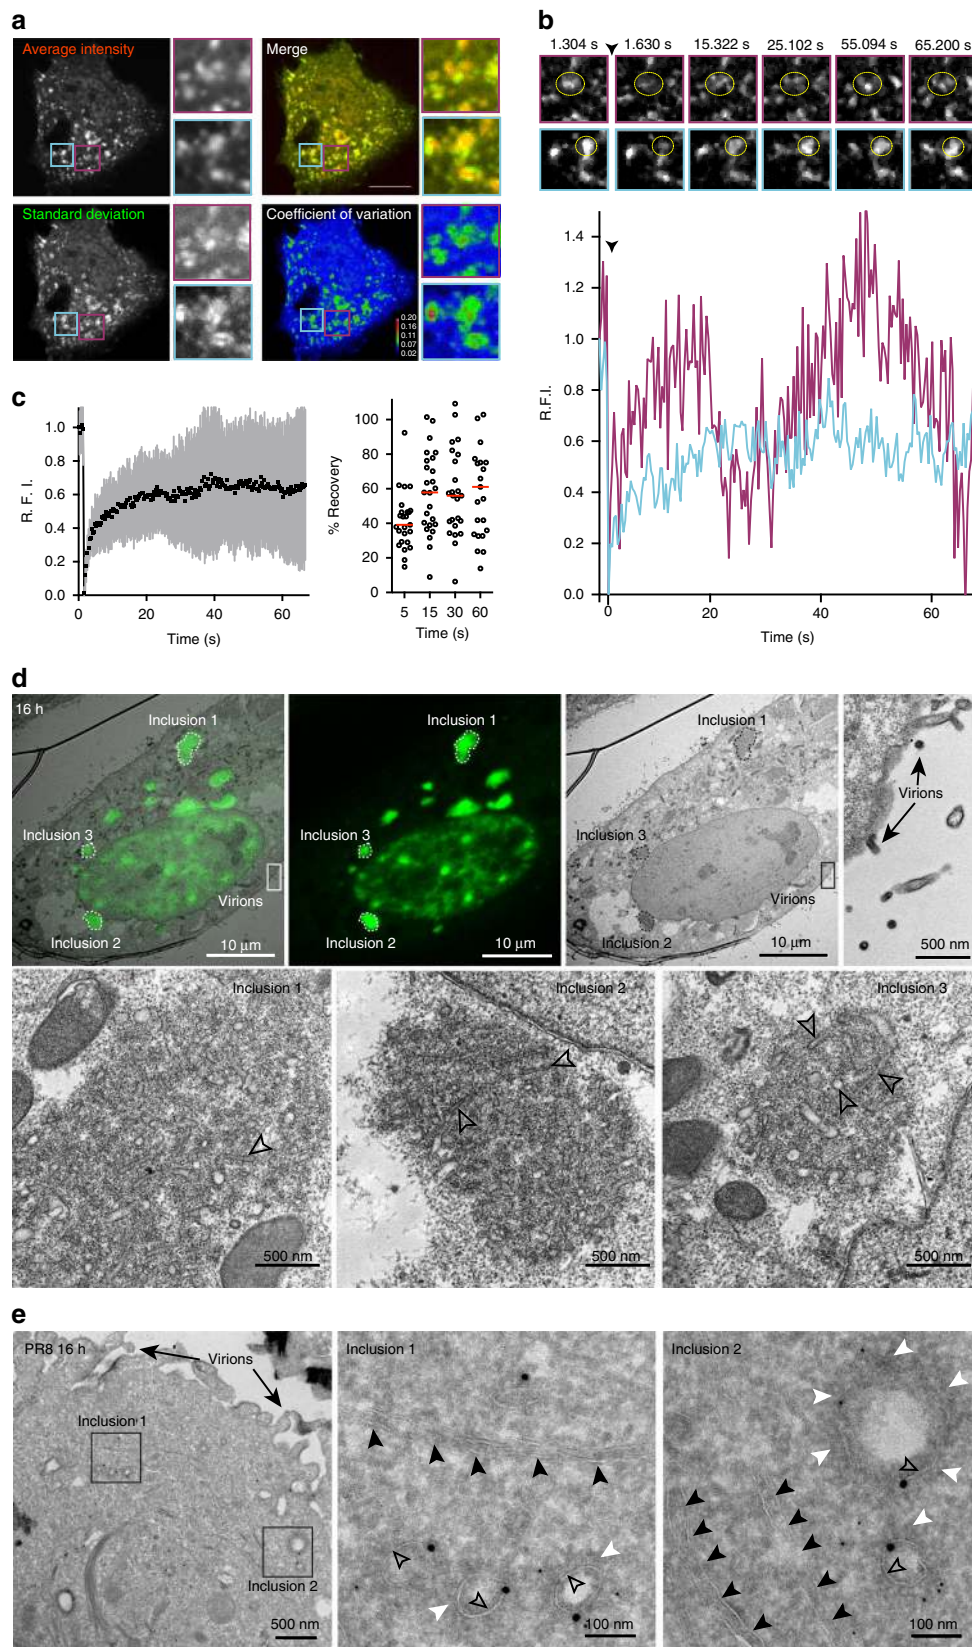 a
Average intensity
Merge
Standard deviation
Coefficient of variation
0.20
0.16
0.11
0.07
0.02
b
1.304 s 1.630 s 15.322 s 25.102 s 55.094 s 65.200 s
1.4
1.2
1.0
0.8
0.6
0.4
0.2
0.0
R.F.I.
0 20 40 60
Time (s)
c
1.0
0.8
0.6
0.4
0.2
0.0
R. F. I.
0 20 40 60
Time (s)
100
80
60
40
20
0
% Recovery
5 15 30 60
Time (s)
d
16 h
Inclusion 1
Inclusion 3
Virions
Inclusion 2
10 μm
Inclusion 1
Inclusion 3
Inclusion 2
10 μm
Inclusion 1
Inclusion 3
Inclusion 2
10 μm
Virions
500 nm
Inclusion 1
500 nm
Inclusion 2
500 nm
Inclusion 3
500 nm
e
PR8 16 h
Virions
Inclusion 1
Inclusion 2
500 nm
Inclusion 1
100 nm
Inclusion 2
100 nm